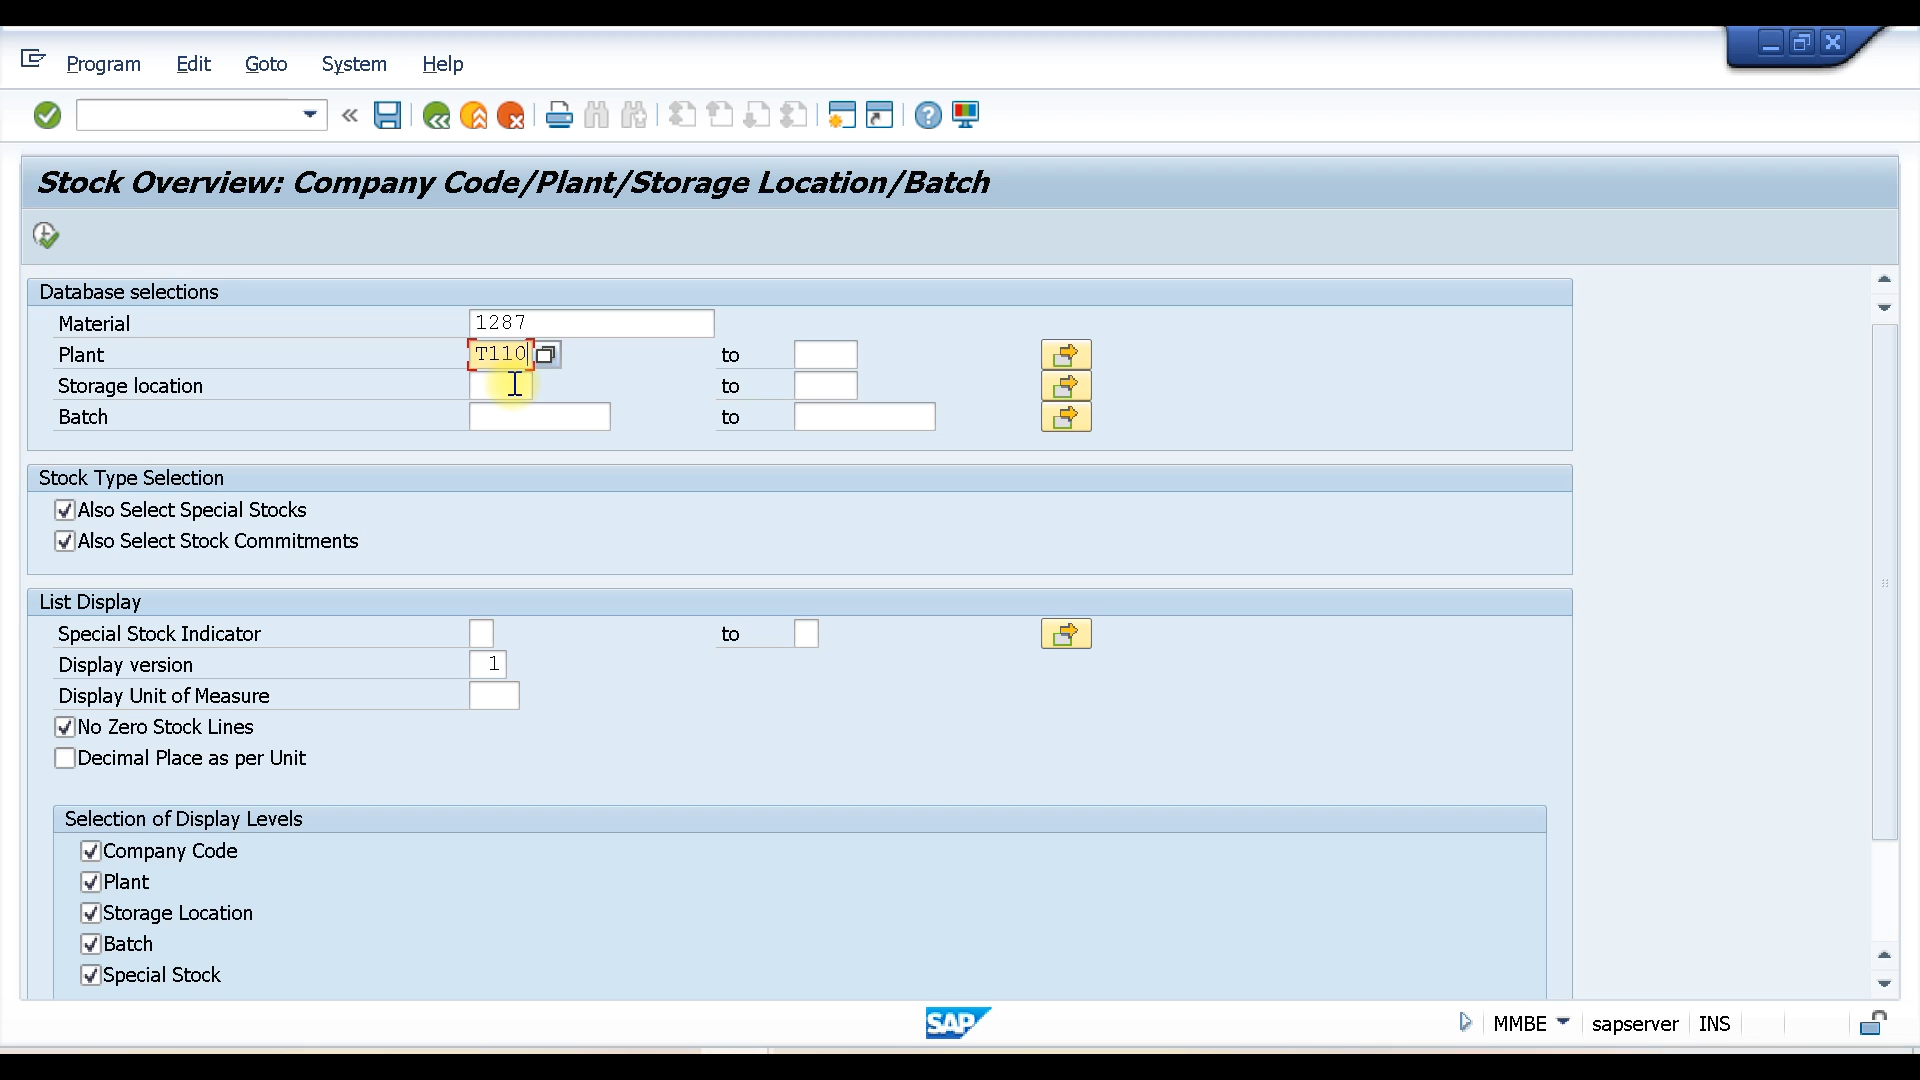 Program Edit Goto System Help
Stock Overview: Company Code/Plant/Storage Location/Batch
Database selections
Material 1287
Plant T110 to
Storage location to
Batch to
Stock Type Selection
Also Select Special Stocks
Also Select Stock Commitments
List Display
Special Stock Indicator to
Display version 1
Display Unit of Measure
No Zero Stock Lines
Decimal Place as per Unit
Selection of Display Levels
Company Code
Plant
Storage Location
Batch
Special Stock
SAP MMBE sapserver INS